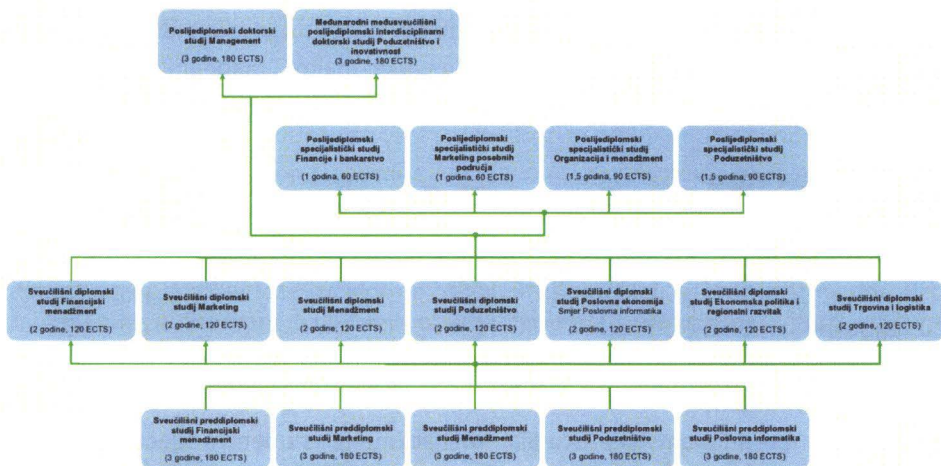 Poslijediplomski doktorski
studij Management
(3 godine, 180 ECTS)
Međunarodni međusveučilišni
poslijediplomski interdisciplinarni
doktorski studij Poduzetništvo i
inovativnost
(3 godine, 180 ECTS)
Poslijediplomski
specijalistički studij
Financije i bankarstvo
(1 godina, 60 ECTS)
Poslijediplomski
specijalistički studij
Marketing posebnih
područja
(1 godina, 60 ECTS)
Poslijediplomski
specijalistički studij
Organizacija i menadžment
(1,5 godina, 90 ECTS)
Poslijediplomski
specijalistički studij
Poduzetništvo
(1,5 godina, 90 ECTS)
Sveučilišni diplomski
studij Financijski
menadžment
(2 godine, 120 ECTS)
Sveučilišni diplomski
studij Marketing
(2 godine, 120 ECTS)
Sveučilišni diplomski
studij Menadžment
(2 godine, 120 ECTS)
Sveučilišni diplomski
studij Poduzetništvo
(2 godine, 120 ECTS)
Sveučilišni diplomski
studij Poslovna ekonomija
Smjer Poslovna informatika
(2 godine, 120 ECTS)
Sveučilišni diplomski
studij Ekonomska politika i
regionalni razvitak
(2 godine, 120 ECTS)
Sveučilišni diplomski
studij Trgovina i logistika
(2 godine, 120 ECTS)
Sveučilišni preddiplomski
studij Financijski
menadžment
(3 godine, 180 ECTS)
Sveučilišni preddiplomski
studij Marketing
(3 godine, 180 ECTS)
Sveučilišni preddiplomski
studij Menadžment
(3 godine, 180 ECTS)
Sveučilišni preddiplomski
studij Poduzetništvo
(3 godine, 180 ECTS)
Sveučilišni preddiplomski
studij Poslovna informatika
(3 godine, 180 ECTS)